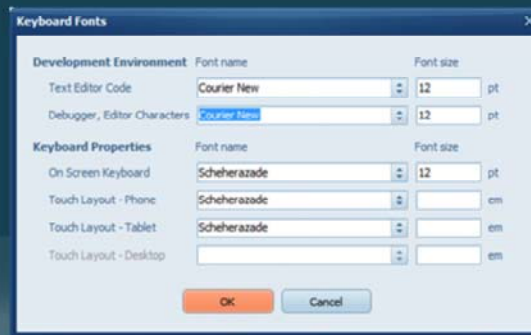 Keyboard Fonts
Development Environment Font name Font size
Text Editor Code Courier New 12 pt
Debugger, Editor Characters Courier New 12 pt
Keyboard Properties Font name Font size
On Screen Keyboard Scheherazade 12 pt
Touch Layout - Phone Scheherazade em
Touch Layout - Tablet Scheherazade em
Touch Layout - Desktop em
OK Cancel